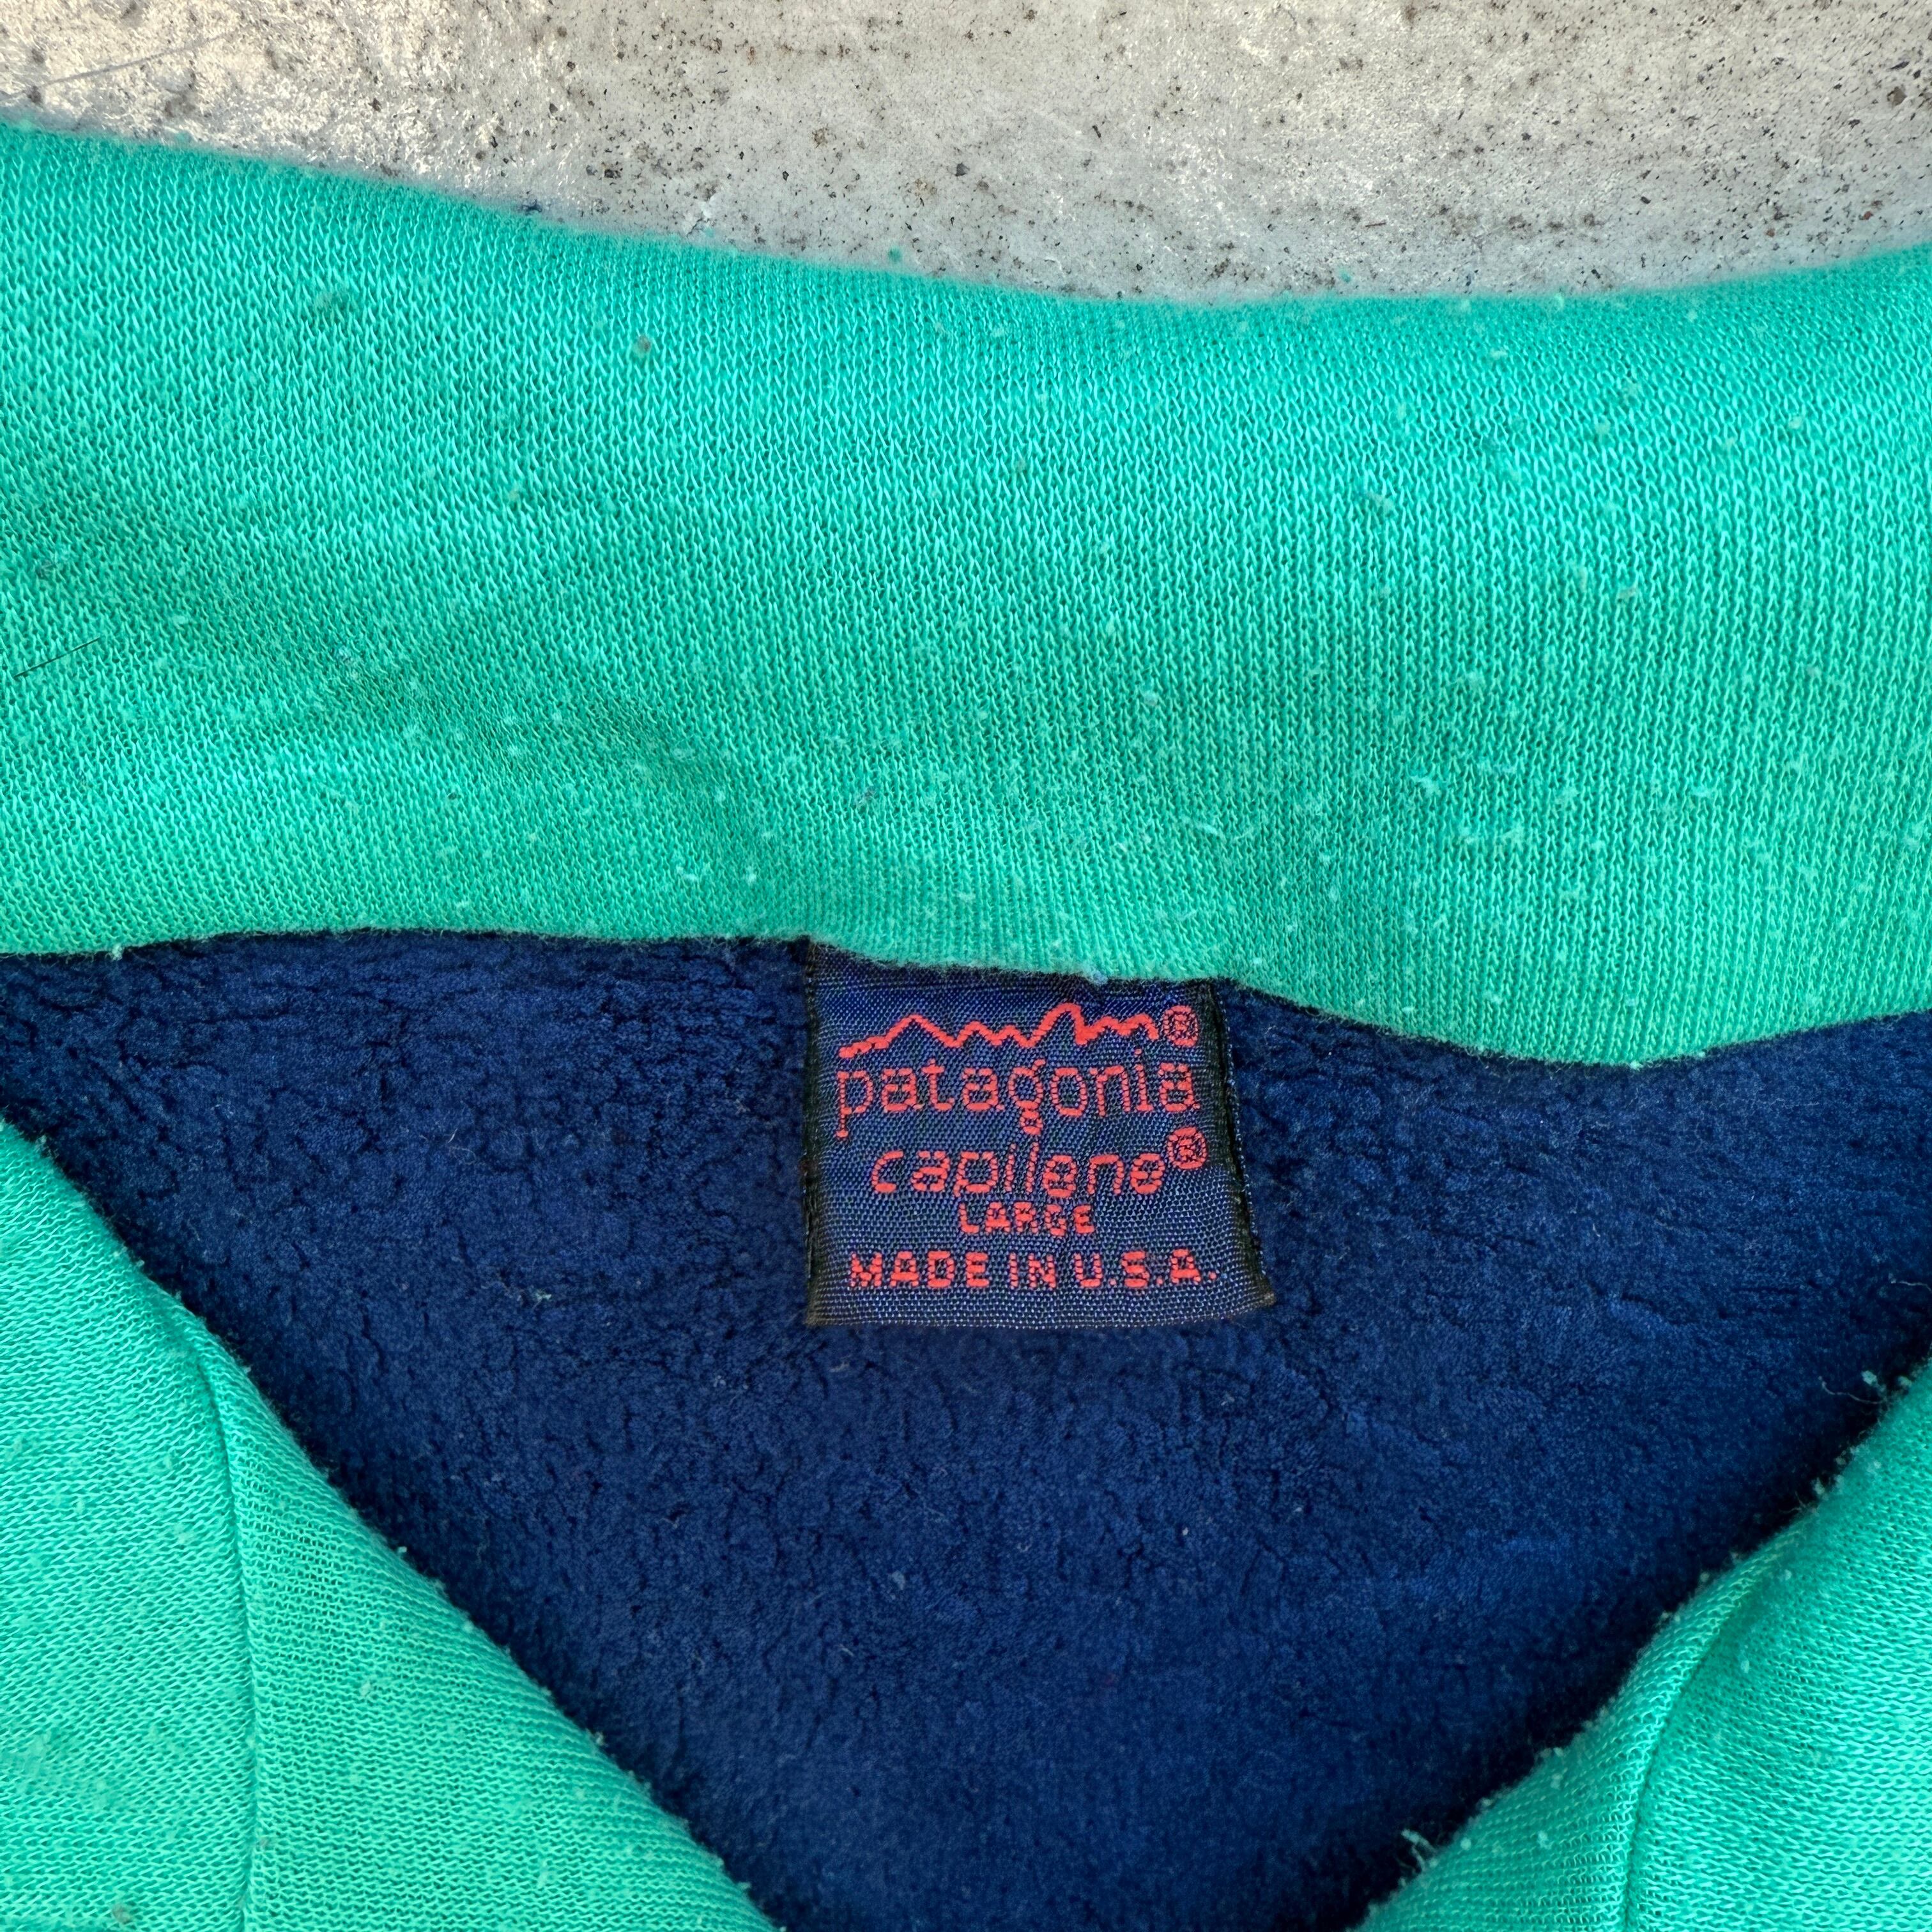 ®
patagonia
capilene®
LARGE
MADE IN U.S.A.